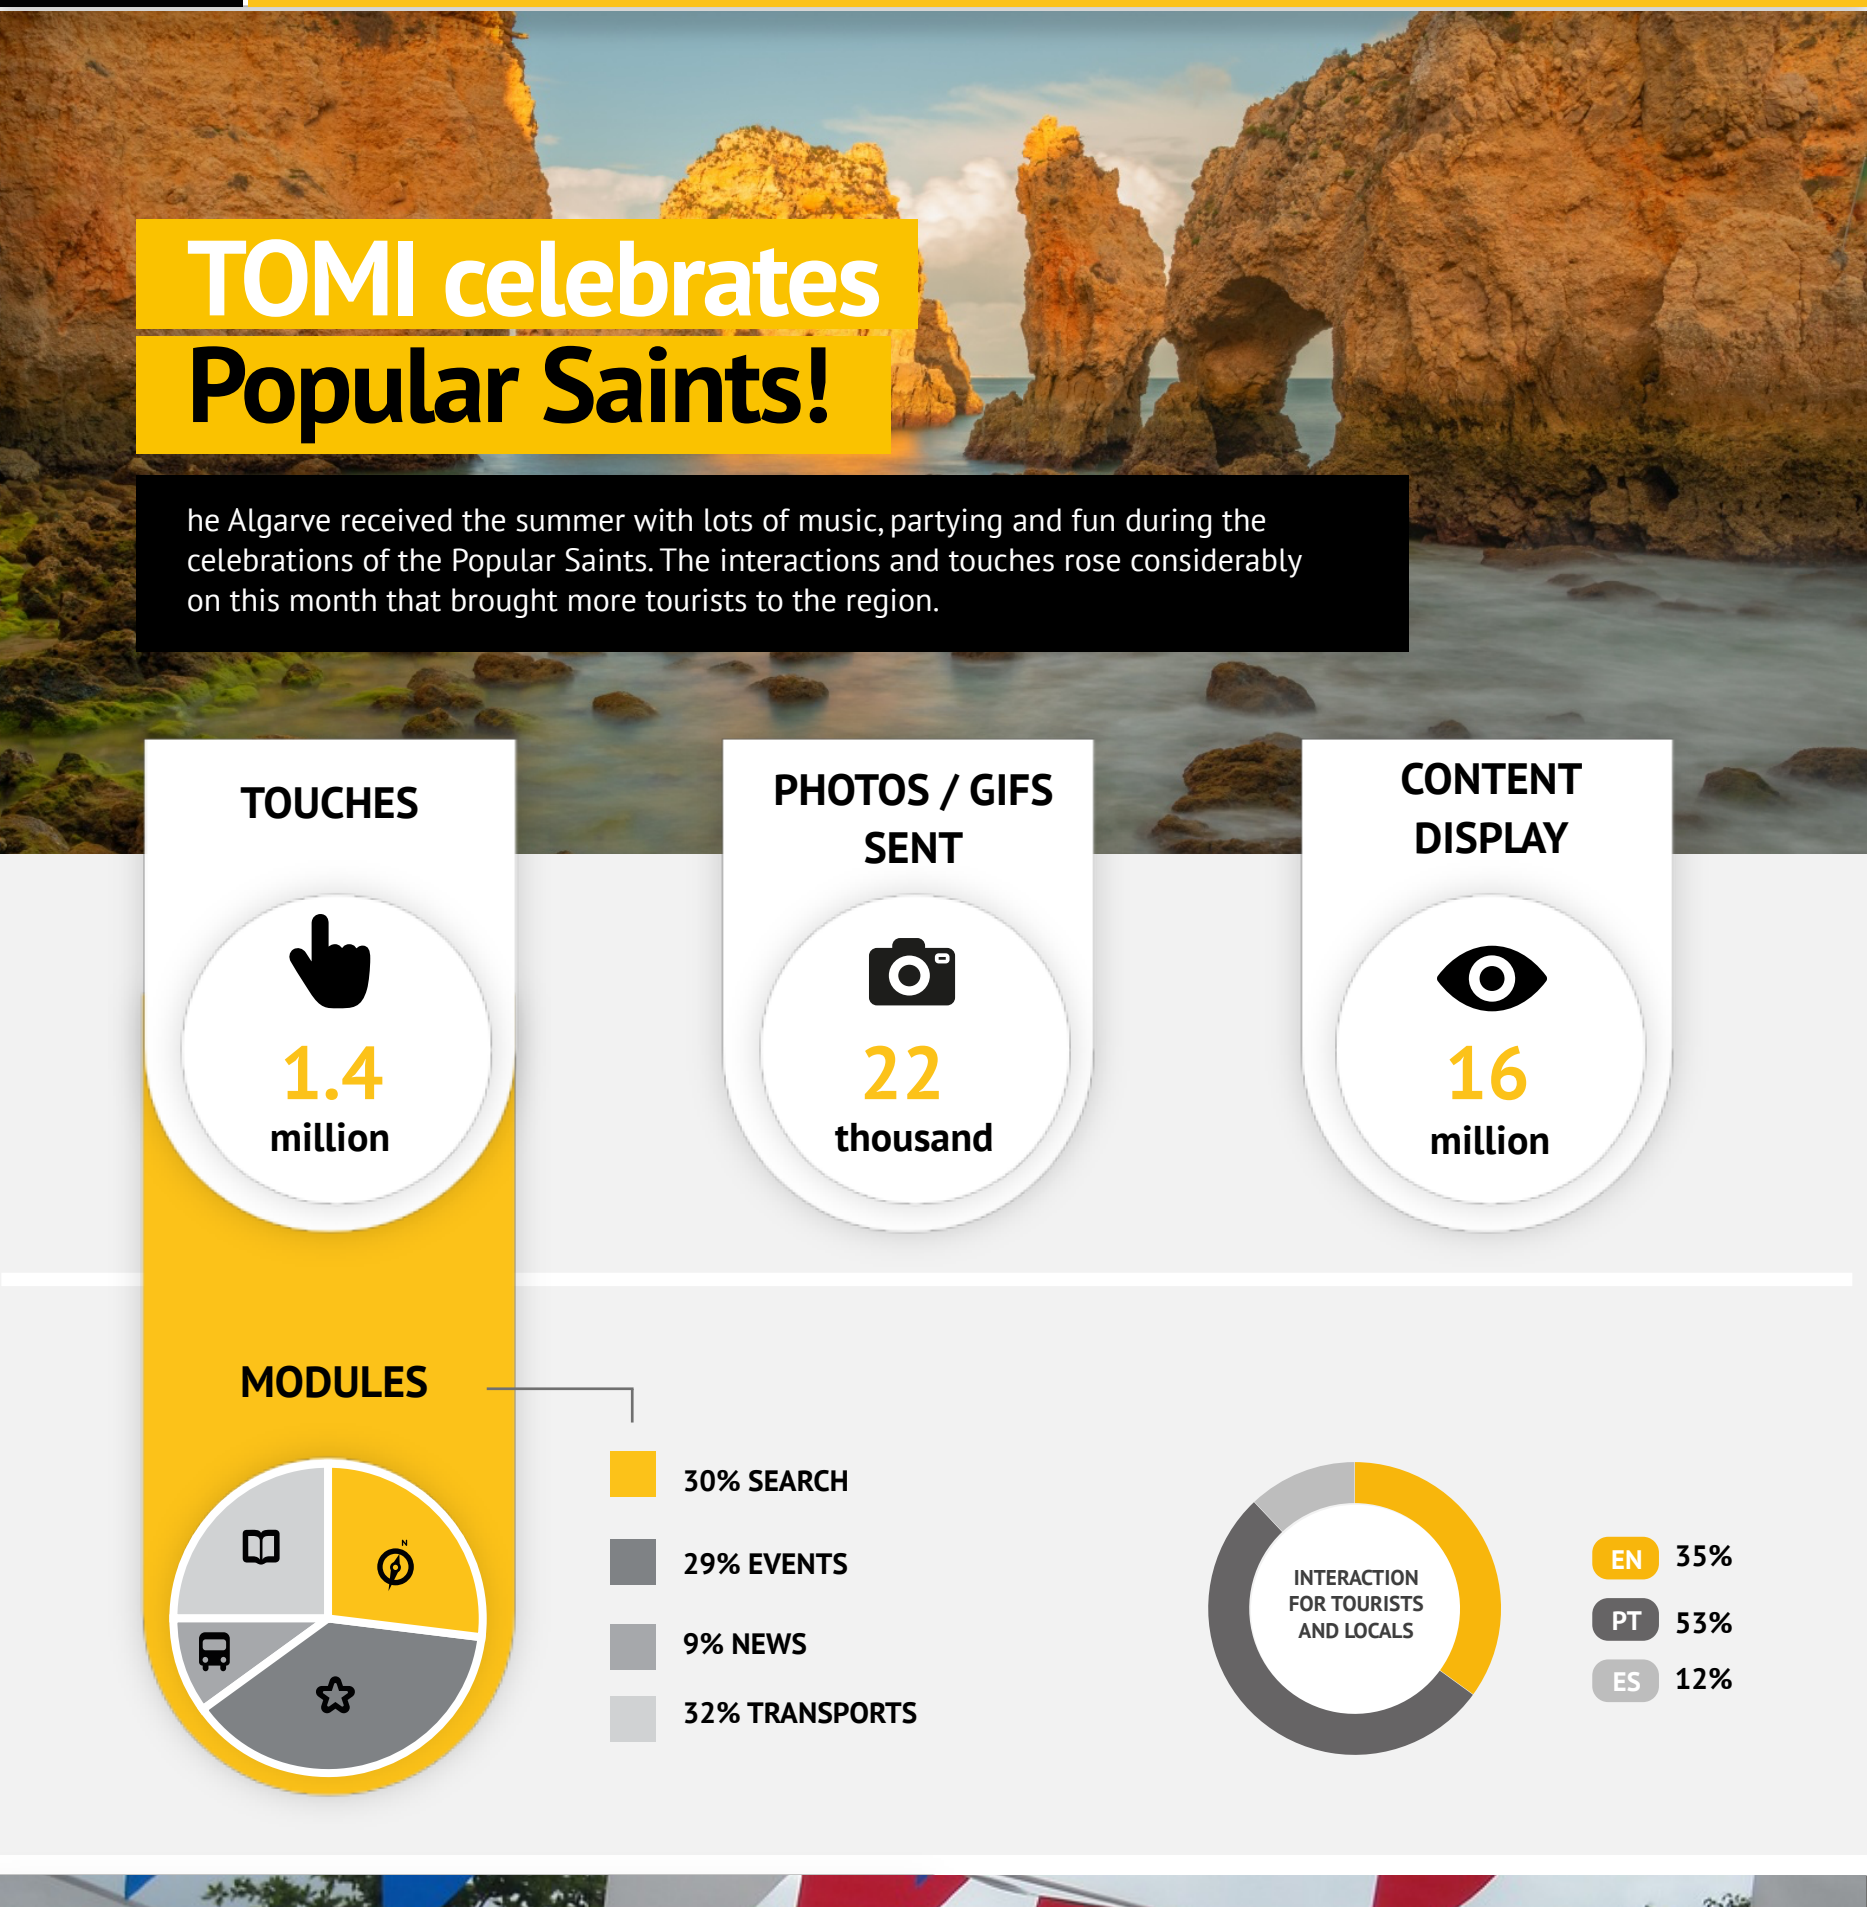 TOMI celebrates
Popular Saints!
he Algarve received the summer with lots of music, partying and fun during the
celebrations of the Popular Saints. The interactions and touches rose considerably
on this month that brought more tourists to the region.
TOUCHES
1.4
million
PHOTOS / GIFS
SENT
22
thousand
CONTENT
DISPLAY
16
million
MODULES
N
30% SEARCH
29% EVENTS
9% NEWS
32% TRANSPORTS
INTERACTION
FOR TOURISTS
AND LOCALS
EN 35%
PT 53%
ES 12%